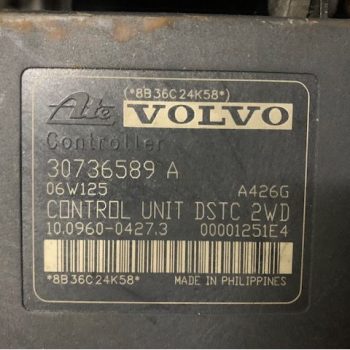 (*8B36C24K58*)
Ate VOLVO
Controller
30736589 A
06W125 A426G
CONTROL UNIT DSTC 2WD
10.0960-0427.3 00001251E4
*8B36C24K58* MADE IN PHILIPPINES